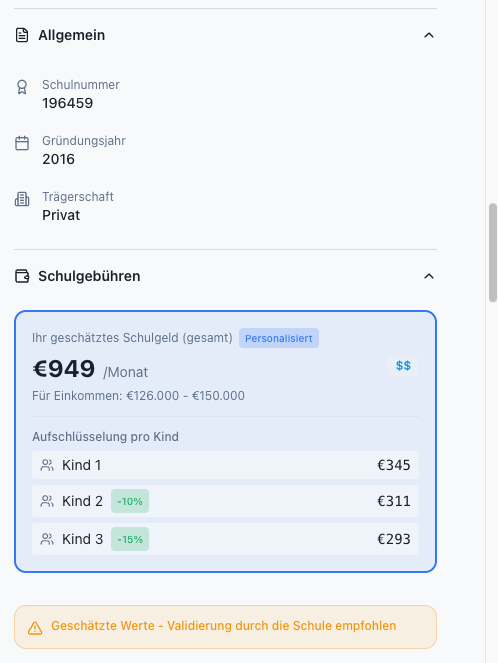 Allgemein
Schulnummer
196459
Gründungsjahr
2016
Trägerschaft
Privat
Schulgebühren
Ihr geschätztes Schulgeld (gesamt) Personalisiert
€949 /Monat $$
Für Einkommen: €126.000 - €150.000
Aufschlüsselung pro Kind
Kind 1 €345
Kind 2 -10% €311
Kind 3 -15% €293
Geschätzte Werte - Validierung durch die Schule empfohlen